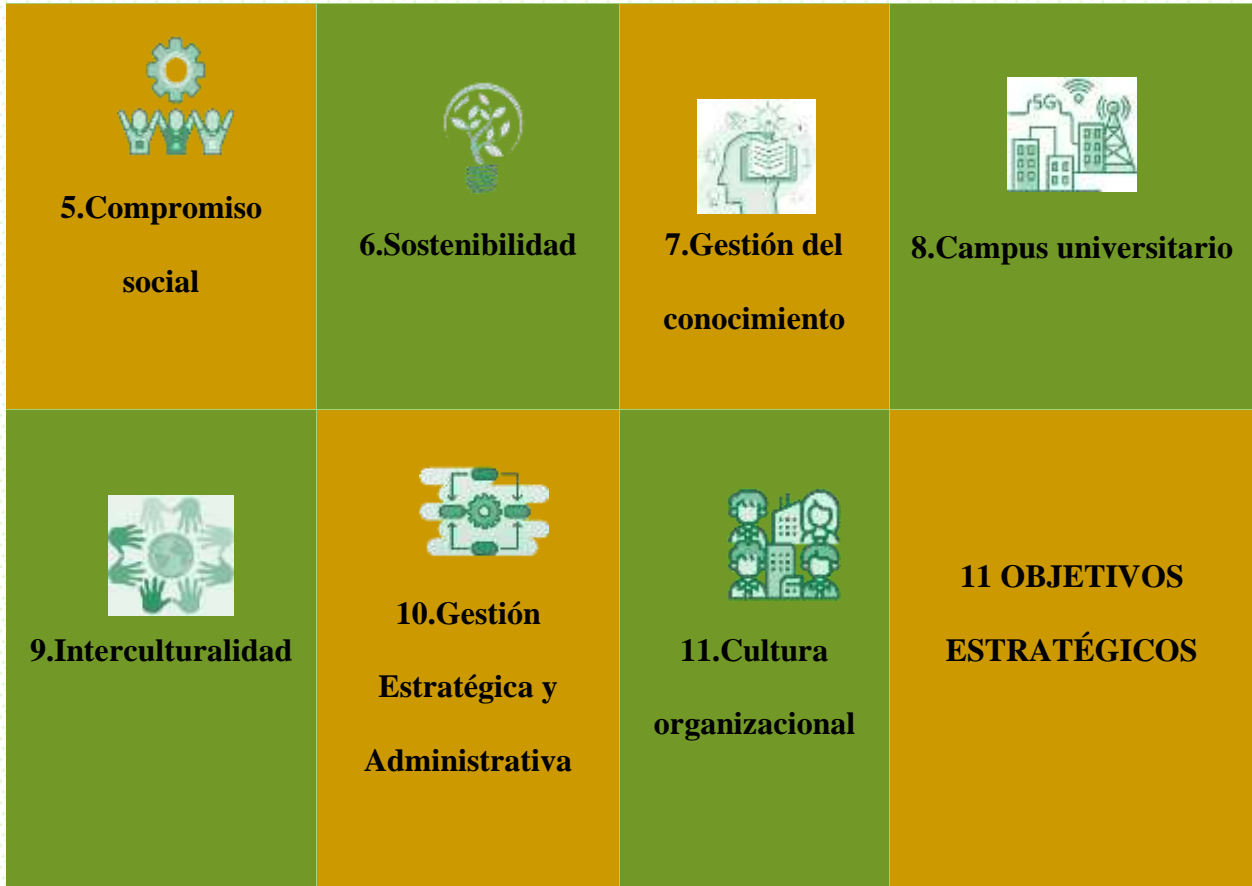 5.Compromiso
social
6.Sostenibilidad
7.Gestión del
conocimiento
5G
8.Campus universitario
9.Interculturalidad
10.Gestión
Estratégica y
Administrativa
11.Cultura
organizacional
11 OBJETIVOS
ESTRATÉGICOS